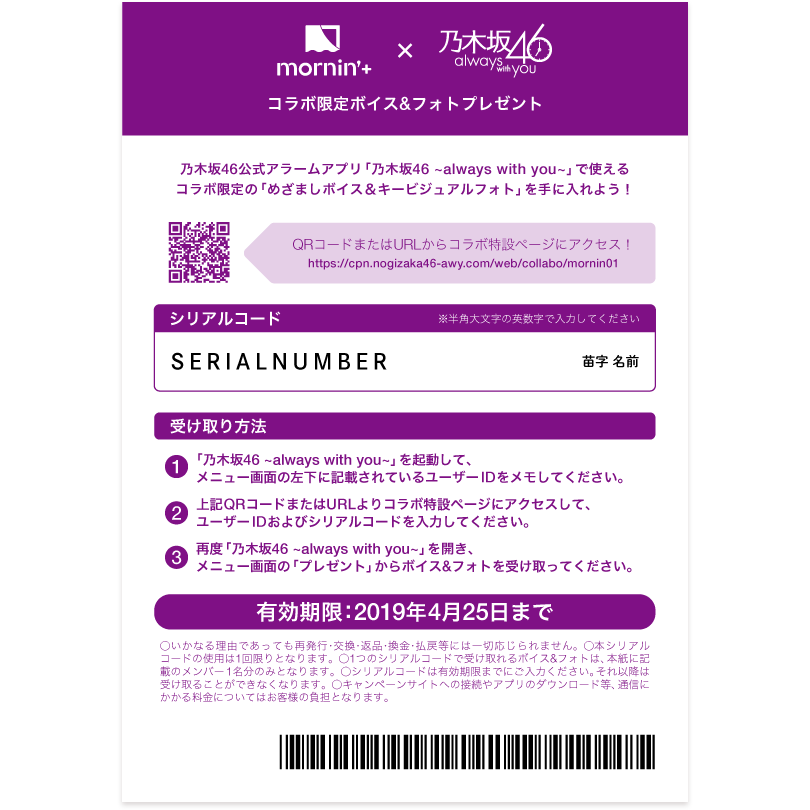 mornin'+ × 乃木坂46
always with you
コラボ限定ボイス&フォトプレゼント
乃木坂46公式アラームアプリ「乃木坂46 ~always with you~」で使える
コラボ限定の「めざましボイス＆キービジュアルフォト」を手に入れよう！
QRコードまたはURLからコラボ特設ページにアクセス！
https://cpn.nogizaka46-awy.com/web/collabo/mornin01
シリアルコード ※半角大文字の英数字で入力してください
SERIALNUMBER 苗字 名前
受け取り方法
1 「乃木坂46 ~always with you~」を起動して、
メニュー画面の左下に記載されているユーザーIDをメモしてください。
2 上記QRコードまたはURLよりコラボ特設ページにアクセスして、
ユーザーIDおよびシリアルコードを入力してください。
3 再度「乃木坂46 ~always with you~」を開き、
メニュー画面の「プレゼント」からボイス&フォトを受け取ってください。
有効期限：2019年4月25日まで
○いかなる理由であっても再発行・交換・返品・換金・払戻等には一切応じられません。○本シリアル
コードの使用は1回限りとなります。○1つのシリアルコードで受け取れるボイス&フォトは、本紙に記
載のメンバー1名分のみとなります。○シリアルコードは有効期限までにご入力ください。それ以降は
受け取ることができなくなります。○キャンペーンサイトへの接続やアプリのダウンロード等、通信に
かかる料金についてはお客様の負担となります。